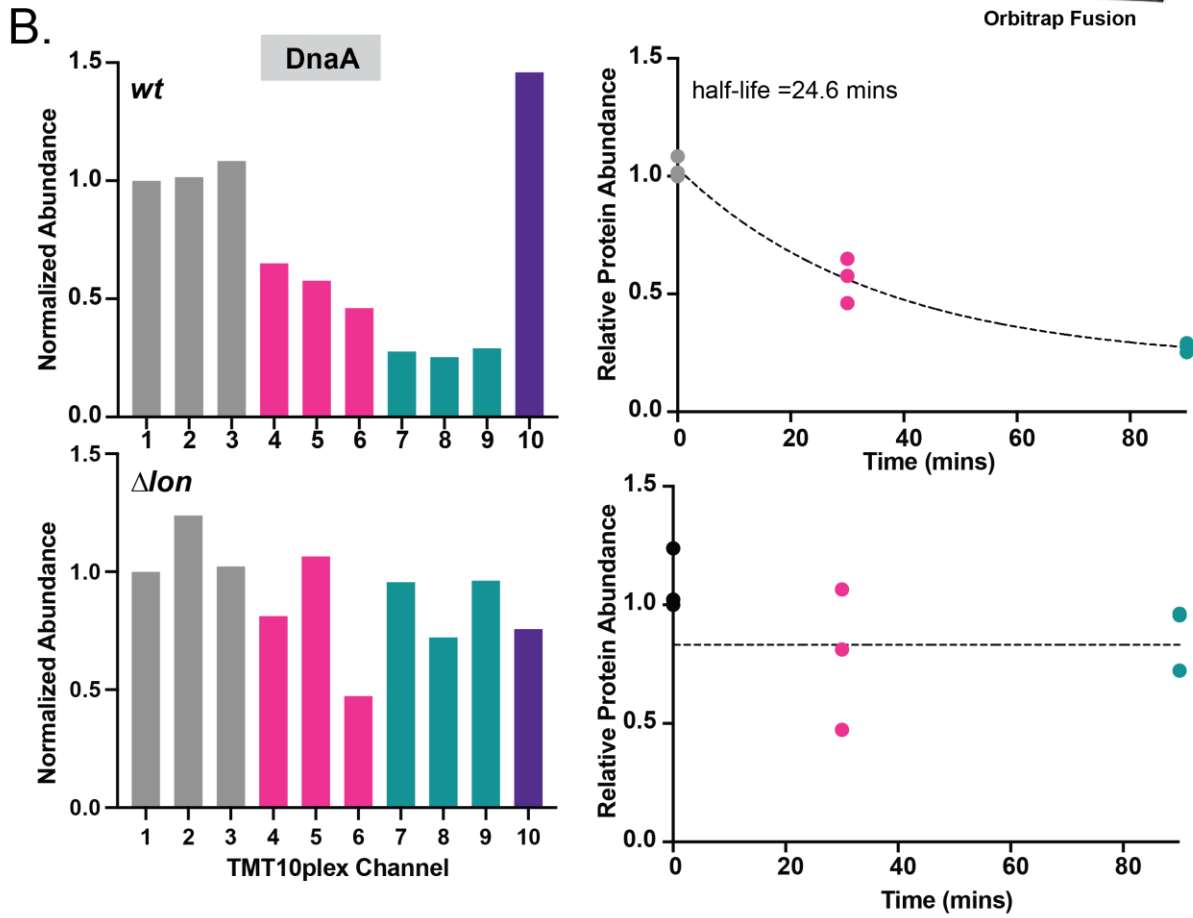 Orbitrap Fusion
B.
DnaA
wt
Normalized Abundance
1.5
1.0
0.5
0.0
1 2 3 4 5 6 7 8 9 10
half-life =24.6 mins
Relative Protein Abundance
1.5
1.0
0.5
0.0
0 20 40 60 80
Time (mins)
Δlon
Normalized Abundance
1.5
1.0
0.5
0.0
1 2 3 4 5 6 7 8 9 10
TMT10plex Channel
Relative Protein Abundance
1.5
1.0
0.5
0.0
0 20 40 60 80
Time (mins)